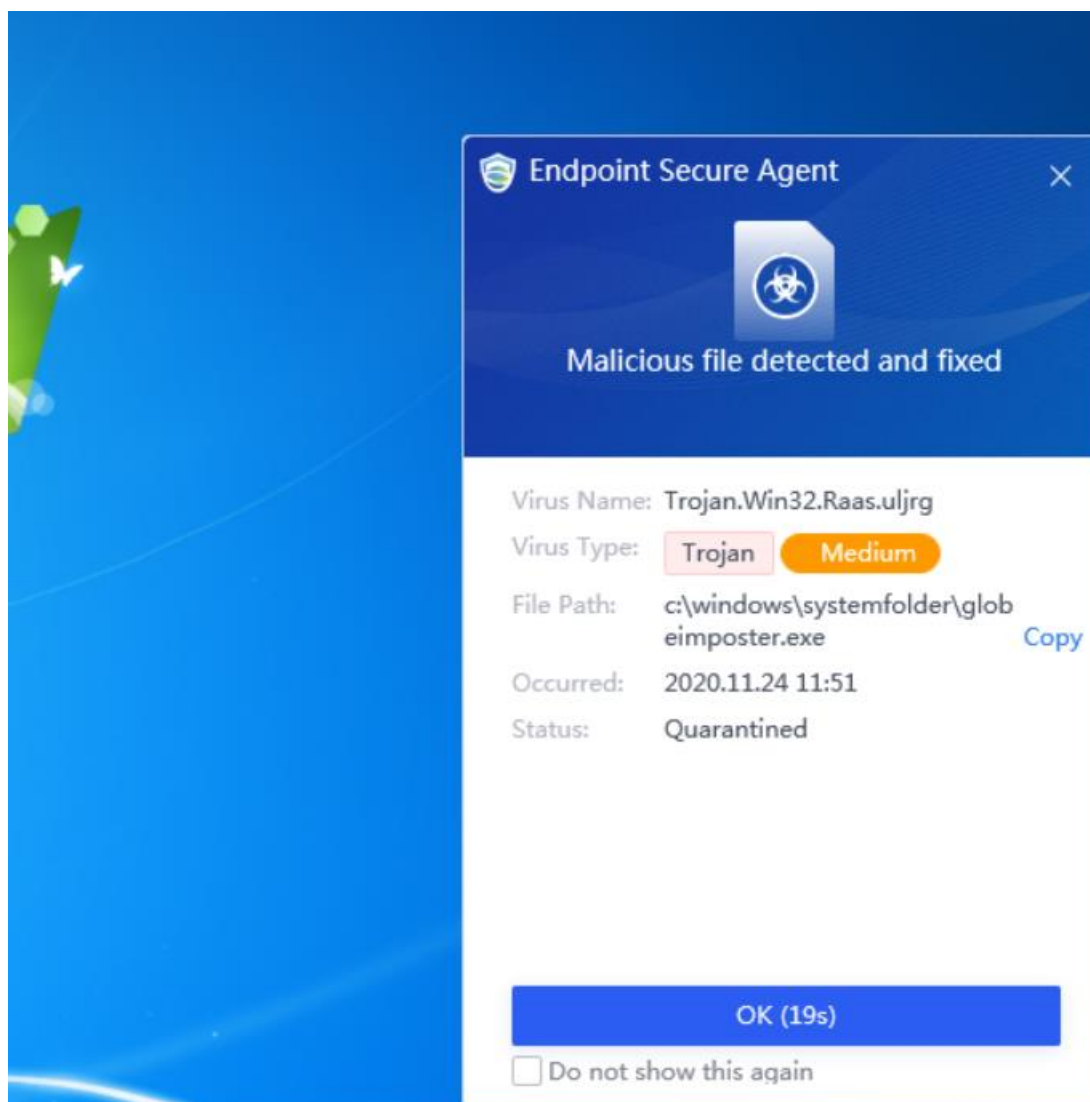 Endpoint Secure Agent
Malicious file detected and fixed
Virus Name: Trojan.Win32.Raas.uljrg
Virus Type: Trojan Medium
File Path: c:\windows\systemfolder\glob
eimposter.exe Copy
Occurred: 2020.11.24 11:51
Status: Quarantined
OK (19s)
Do not show this again